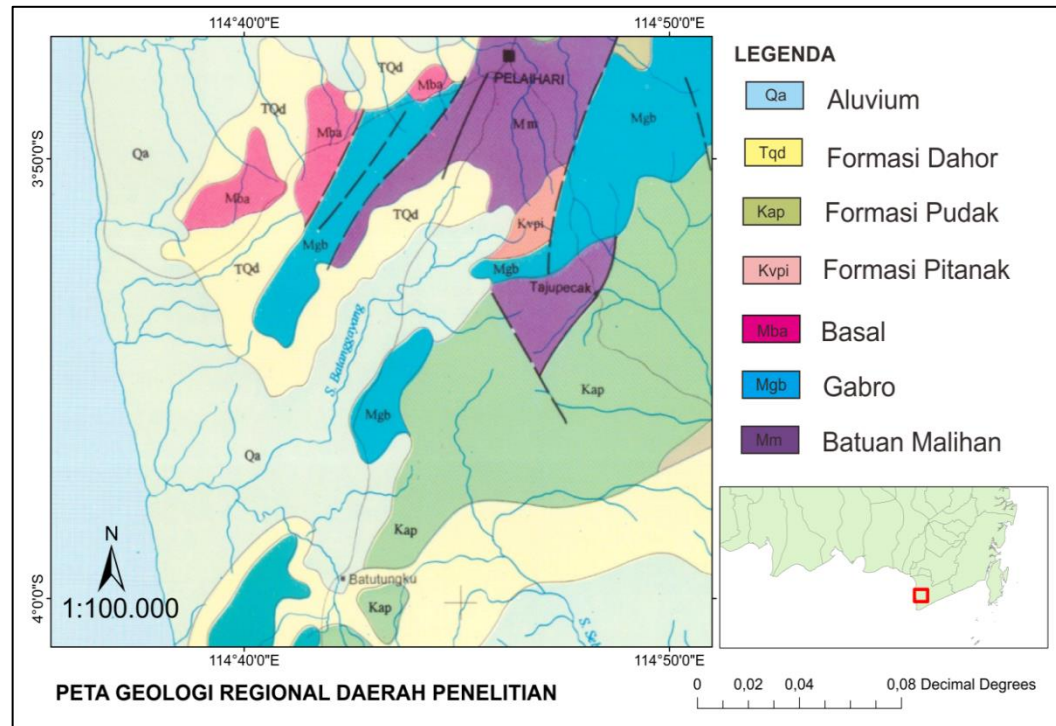 114°40'0"E
114°50'0"E
TQd
Mba
PELAIHARI
TQd
Mba
Mm
Mgb
Qa
3°50'0"S
Mba
TQd
Kvpi
Mgb
TQd
Mgb
Tajupecak
S. Batanggayang
Kap
Mgb
Qa
Kap
N
Batutungku
1:100.000
4°0'0"S
Kap
114°40'0"E
114°50'0"E
LEGENDA
Qa Aluvium
Tqd Formasi Dahor
Kap Formasi Pudak
Kvpi Formasi Pitanak
Mba Basal
Mgb Gabro
Mm Batuan Malihan
PETA GEOLOGI REGIONAL DAERAH PENELITIAN
0 0,02 0,04 0,08 Decimal Degrees